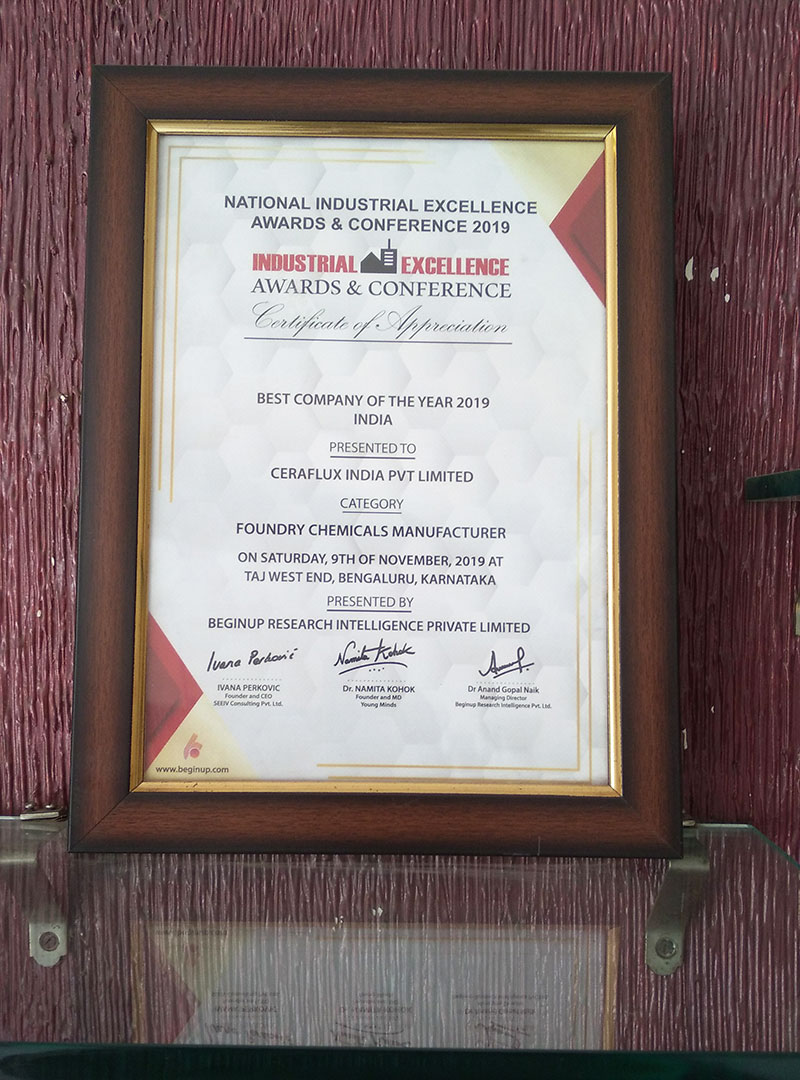 NATIONAL INDUSTRIAL EXCELLENCE
AWARDS & CONFERENCE 2019
INDUSTRIAL EXCELLENCE
AWARDS & CONFERENCE
Certificate of Appreciation
BEST COMPANY OF THE YEAR 2019
INDIA
PRESENTED TO
CERAFLUX INDIA PVT LIMITED
CATEGORY
FOUNDRY CHEMICALS MANUFACTURER
ON SATURDAY, 9TH OF NOVEMBER, 2019 AT
TAJ WEST END, BENGALURU, KARNATAKA
PRESENTED BY
BEGINUP RESEARCH INTELLIGENCE PRIVATE LIMITED
Ivana Perković Namita Kohok
IVANA PERKOVIC Dr. NAMITA KOHOK Dr Anand Gopal Naik
Founder and CEO Founder and MD Managing Director
SEEIV Consulting Pvt. Ltd. Young Minds Beginup Research Intelligence Pvt. Ltd.
www.beginup.com